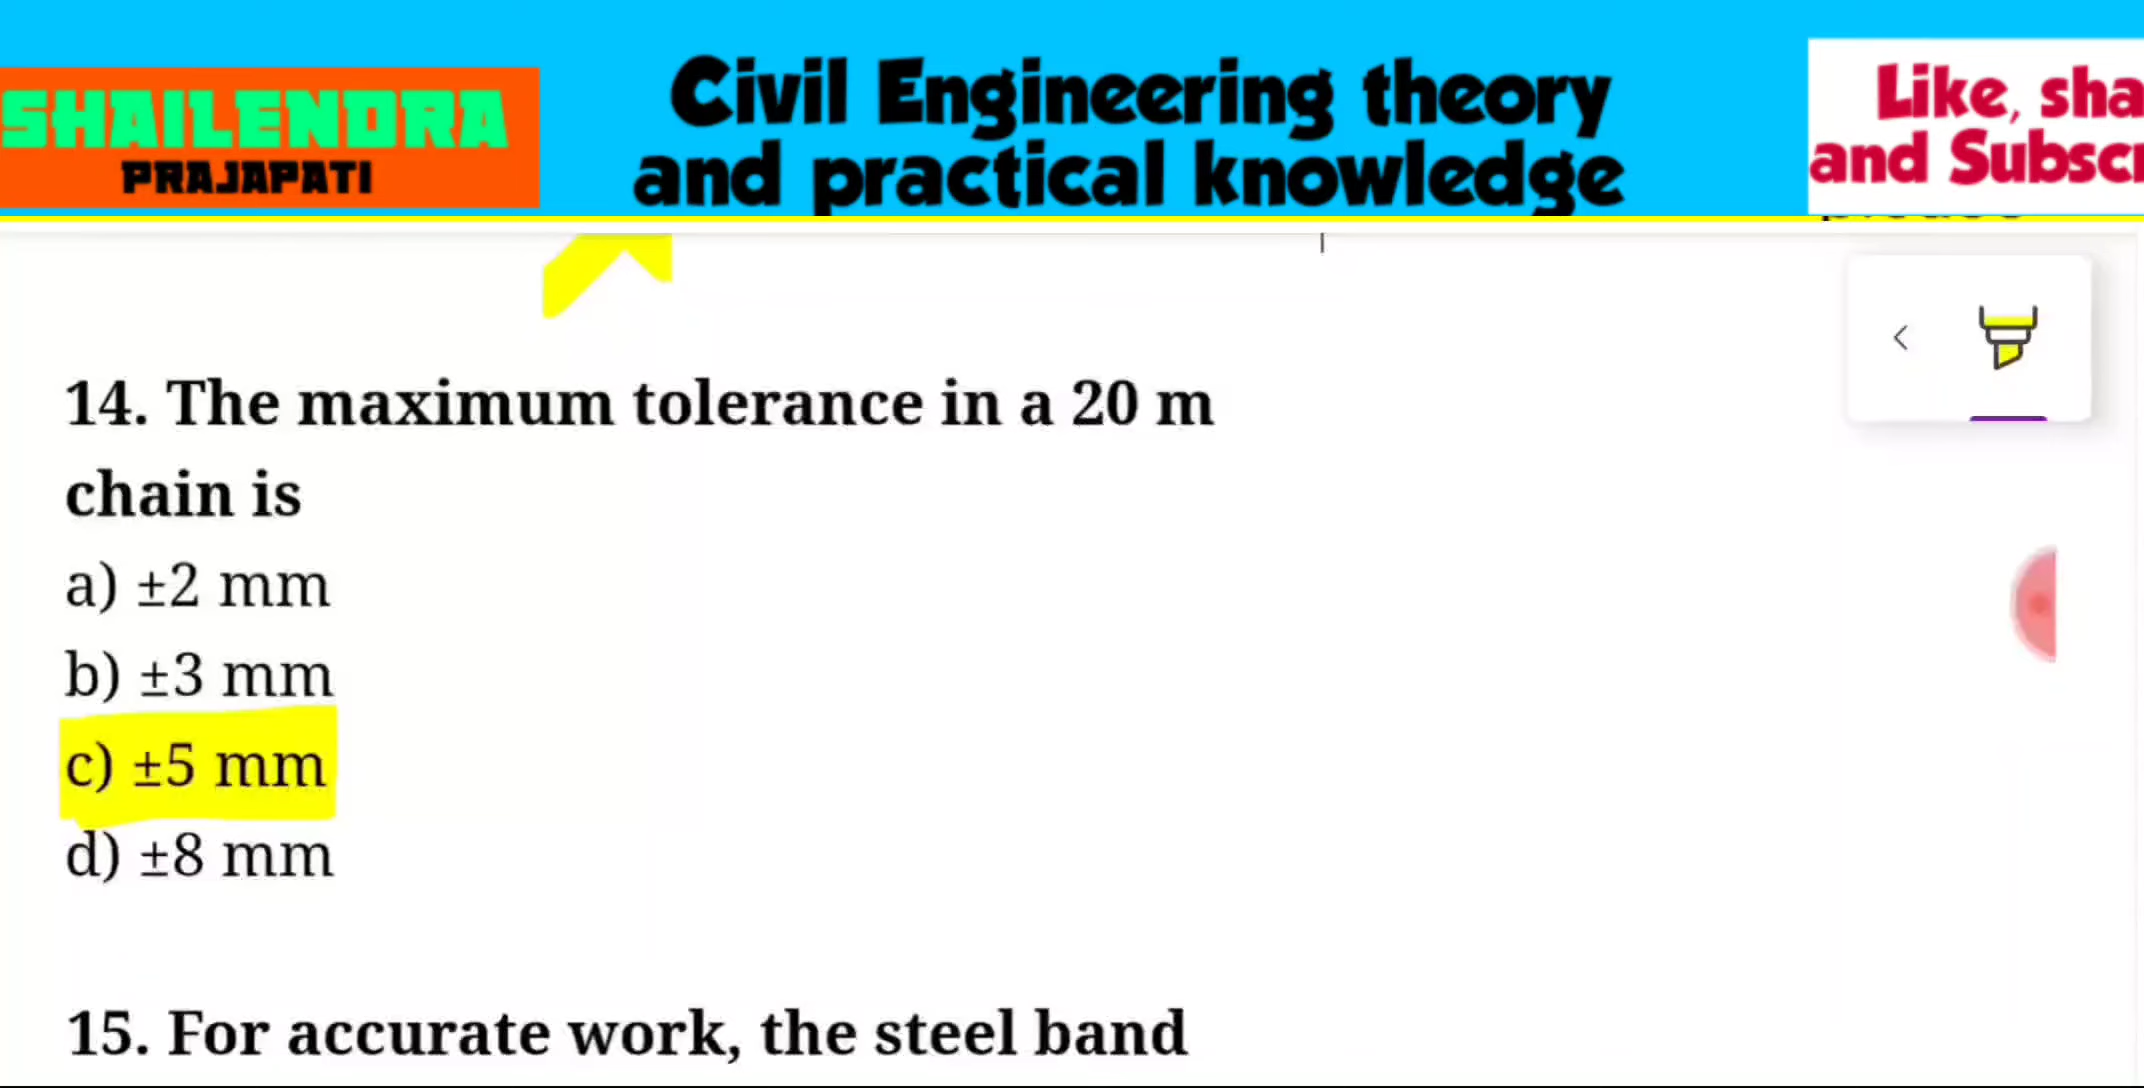 SHAILENDRA
PRAJAPATI
Civil Engineering theory
and practical knowledge
Like, sha
and Subscr
14. The maximum tolerance in a 20 m
chain is
a) ±2 mm
b) ±3 mm
c) ±5 mm
d) ±8 mm
15. For accurate work, the steel band